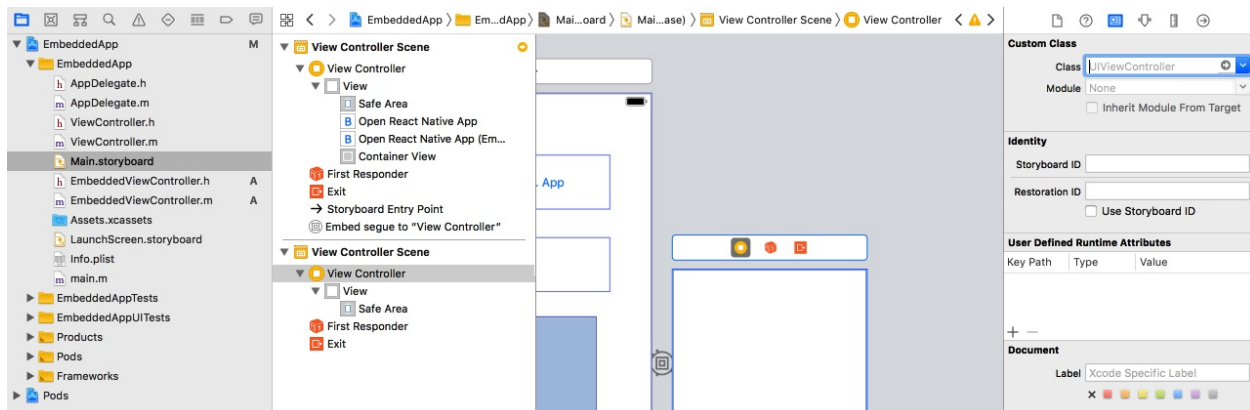 EmbeddedApp 〉 Em...dApp 〉 Mai...oard 〉 Mai...ase) 〉 View Controller Scene 〉 View Controller
EmbeddedApp M
EmbeddedApp
h AppDelegate.h
m AppDelegate.m
h ViewController.h
m ViewController.m
Main.storyboard
h EmbeddedViewController.h A
m EmbeddedViewController.m A
Assets.xcassets
LaunchScreen.storyboard
Info.plist
m main.m
EmbeddedAppTests
EmbeddedAppUITests
Products
Pods
Frameworks
Pods
View Controller Scene
View Controller
View
Safe Area
B Open React Native App
B Open React Native App (Em...
Container View
First Responder
Exit
Storyboard Entry Point
Embed segue to "View Controller"
View Controller Scene
View Controller
View
Safe Area
First Responder
Exit
App
Custom Class
Class UIViewController
Module None
Inherit Module From Target
Identity
Storyboard ID
Restoration ID
Use Storyboard ID
User Defined Runtime Attributes
Key Path Type Value
Document
Label Xcode Specific Label